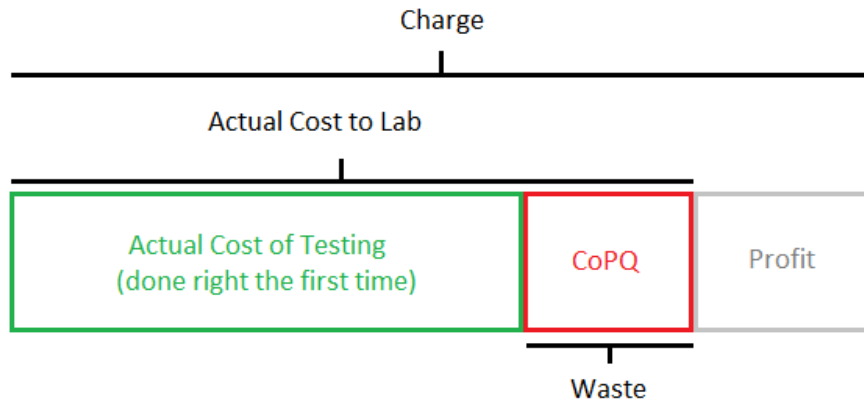 Charge
Actual Cost to Lab
Actual Cost of Testing
(done right the first time)
CoPQ
Profit
Waste